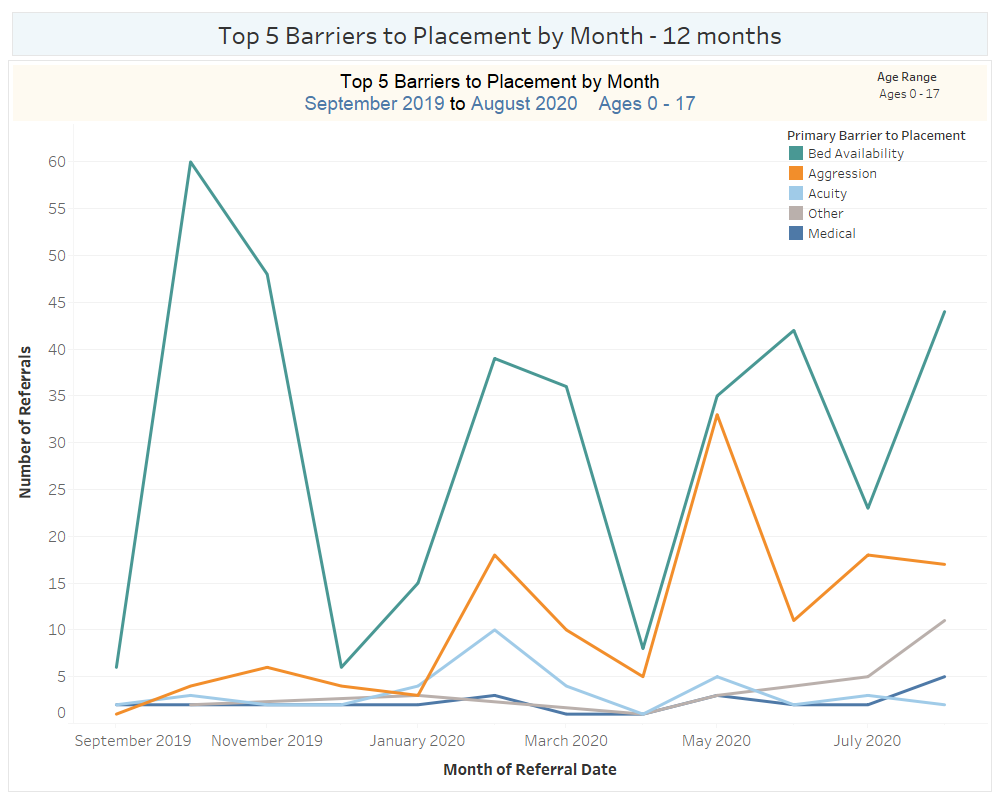 Top 5 Barriers to Placement by Month - 12 months
Top 5 Barriers to Placement by Month
September 2019 to August 2020 Ages 0 - 17
Age Range
Ages 0 - 17
Primary Barrier to Placement
Bed Availability
Aggression
Acuity
Other
Medical
Number of Referrals
60
55
50
45
40
35
30
25
20
15
10
5
0
September 2019 November 2019 January 2020 March 2020 May 2020 July 2020
Month of Referral Date